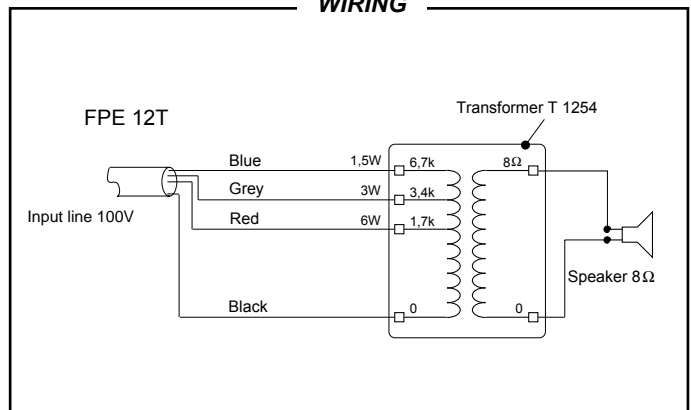 WIRING
Transformer T 1254
FPE 12T
Blue 1,5W 6,7k 8Ω
Grey 3W 3,4k
Input line 100V
Red 6W 1,7k
Speaker 8Ω
Black 0 0